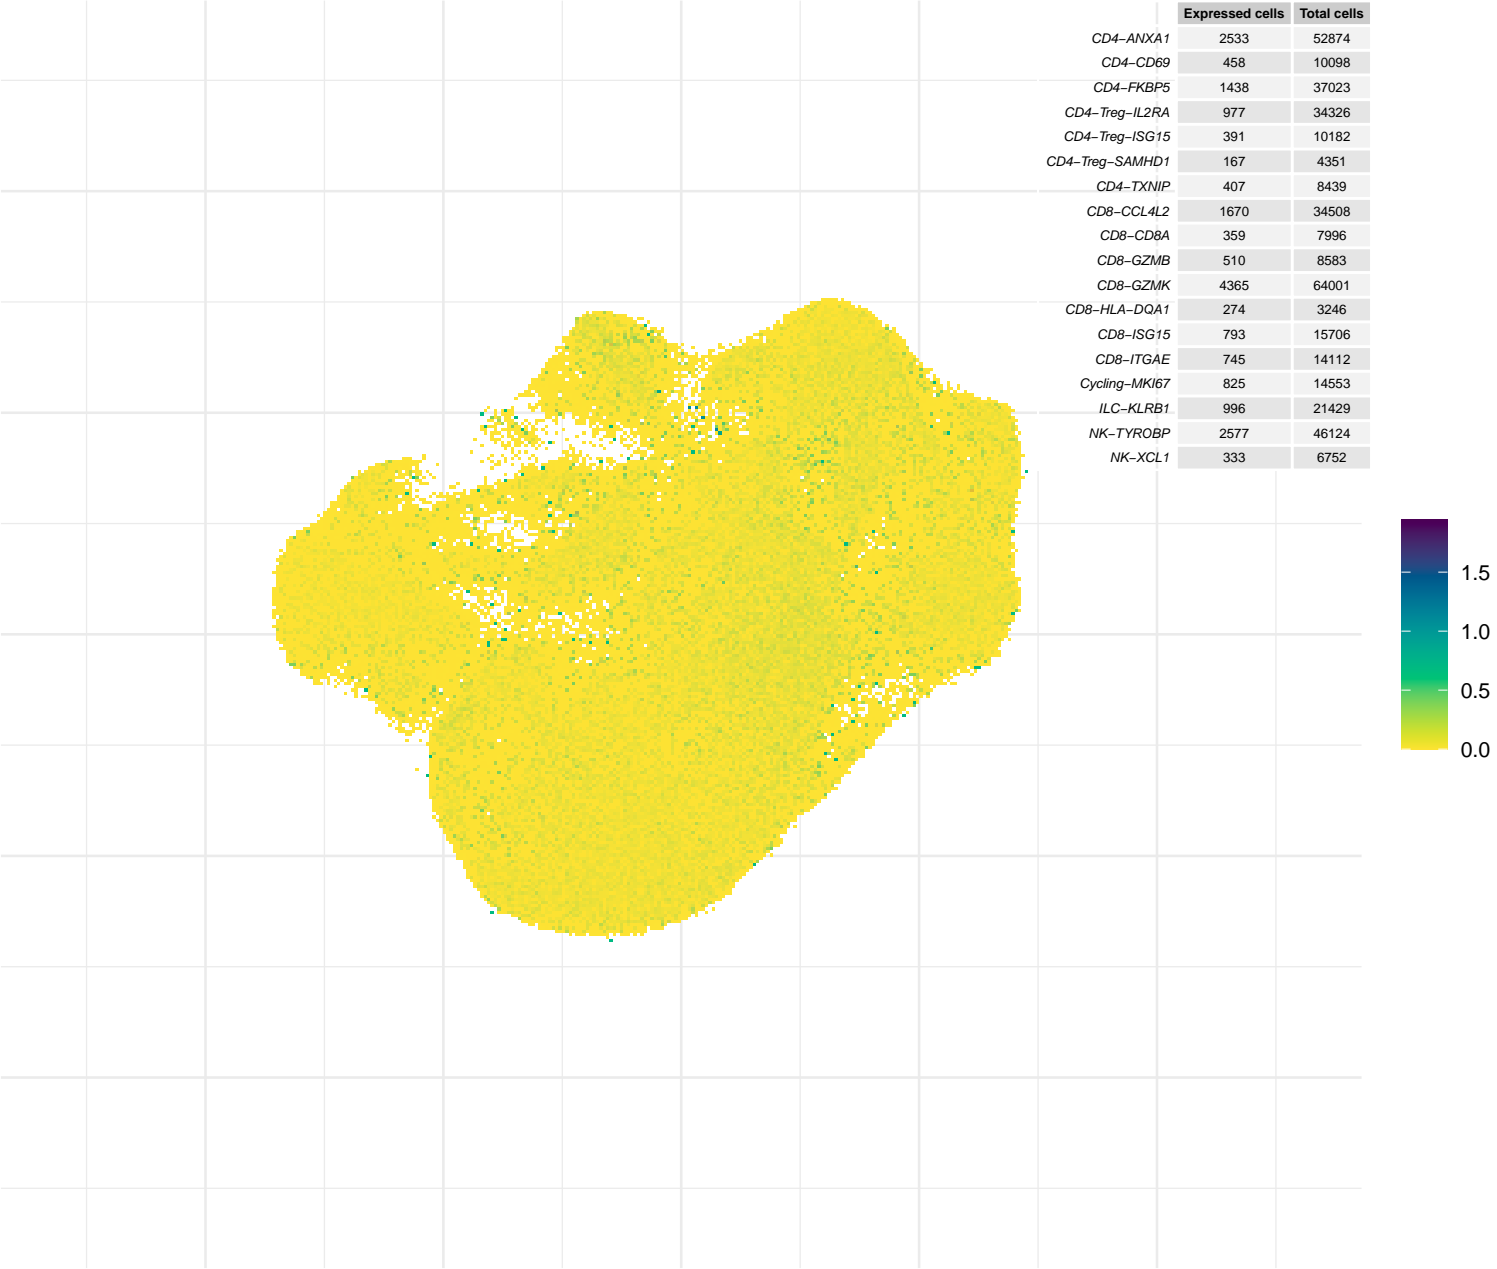 Expressed cells Total cells
CD4−ANXA1 2533 52874
CD4−CD69 458 10098
CD4−FKBP5 1438 37023
CD4−Treg−IL2RA 977 34326
CD4−Treg−ISG15 391 10182
CD4−Treg−SAMHD1 167 4351
CD4−TXNIP 407 8439
CD8−CCL4L2 1670 34508
CD8−CD8A 359 7996
CD8−GZMB 510 8583
CD8−GZMK 4365 64001
CD8−HLA−DQA1 274 3246
CD8−ISG15 793 15706
CD8−ITGAE 745 14112
Cycling−MKI67 825 14553
ILC−KLRB1 996 21429
NK−TYROBP 2577 46124
NK−XCL1 333 6752
1.5
1.0
0.5
0.0